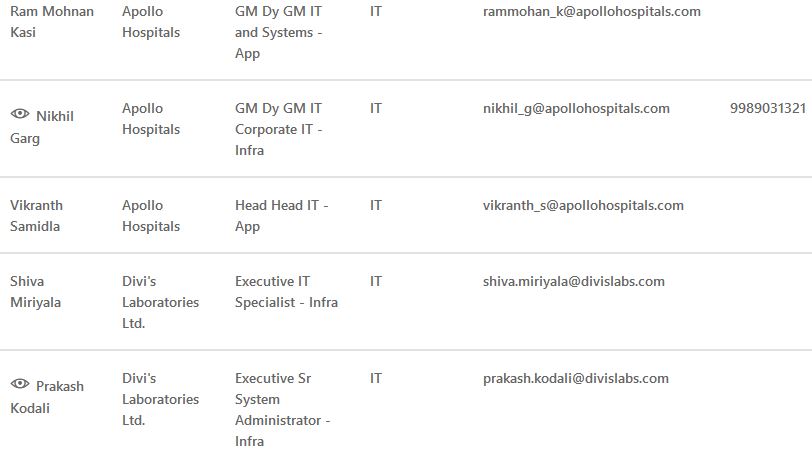 Ram Mohnan Kasi Apollo Hospitals GM Dy GM IT and Systems - App IT rammohan_k@apollohospitals.com
Nikhil Garg Apollo Hospitals GM Dy GM IT Corporate IT - Infra IT nikhil_g@apollohospitals.com 9989031321
Vikranth Samidla Apollo Hospitals Head Head IT - App IT vikranth_s@apollohospitals.com
Shiva Miriyala Divi's Laboratories Ltd. Executive IT Specialist - Infra IT shiva.miriyala@divislabs.com
Prakash Kodali Divi's Laboratories Ltd. Executive Sr System Administrator - Infra IT prakash.kodali@divislabs.com